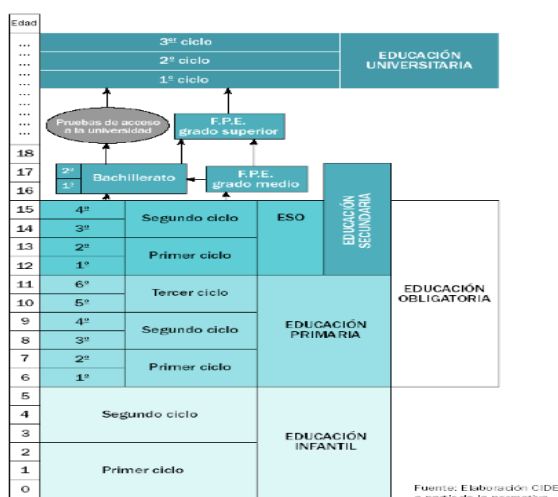 Edad
...
...
...
...
...
...
3er ciclo
2º ciclo
1er ciclo
EDUCACIÓN
UNIVERSITARIA
Pruebas de acceso
a la universidad
F.P.E.
grado superior
18
17
16
2º
1º
Bachillerato
F.P.E.
grado medio
15
14
13
12
4º
3º
2º
1º
Segundo ciclo
Primer ciclo
ESO
EDUCACIÓN
SECUNDARIA
11
10
9
8
7
6
6º
5º
4º
3º
2º
1º
Tercer ciclo
Segundo ciclo
Primer ciclo
EDUCACIÓN
PRIMARIA
EDUCACIÓN
OBLIGATORIA
5
4
3
2
1
0
Segundo ciclo
Primer ciclo
EDUCACIÓN
INFANTIL
Fuente: Elaboración CIDE